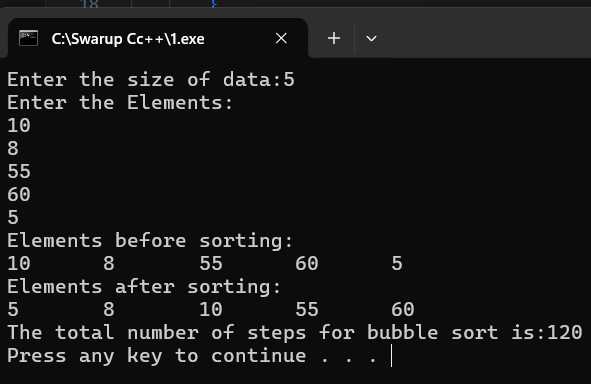 18 }
C:\Swarup Cc++\1.exe
Enter the size of data:5
Enter the Elements:
10
8
55
60
5
Elements before sorting:
10 8 55 60 5
Elements after sorting:
5 8 10 55 60
The total number of steps for bubble sort is:120
Press any key to continue . . .